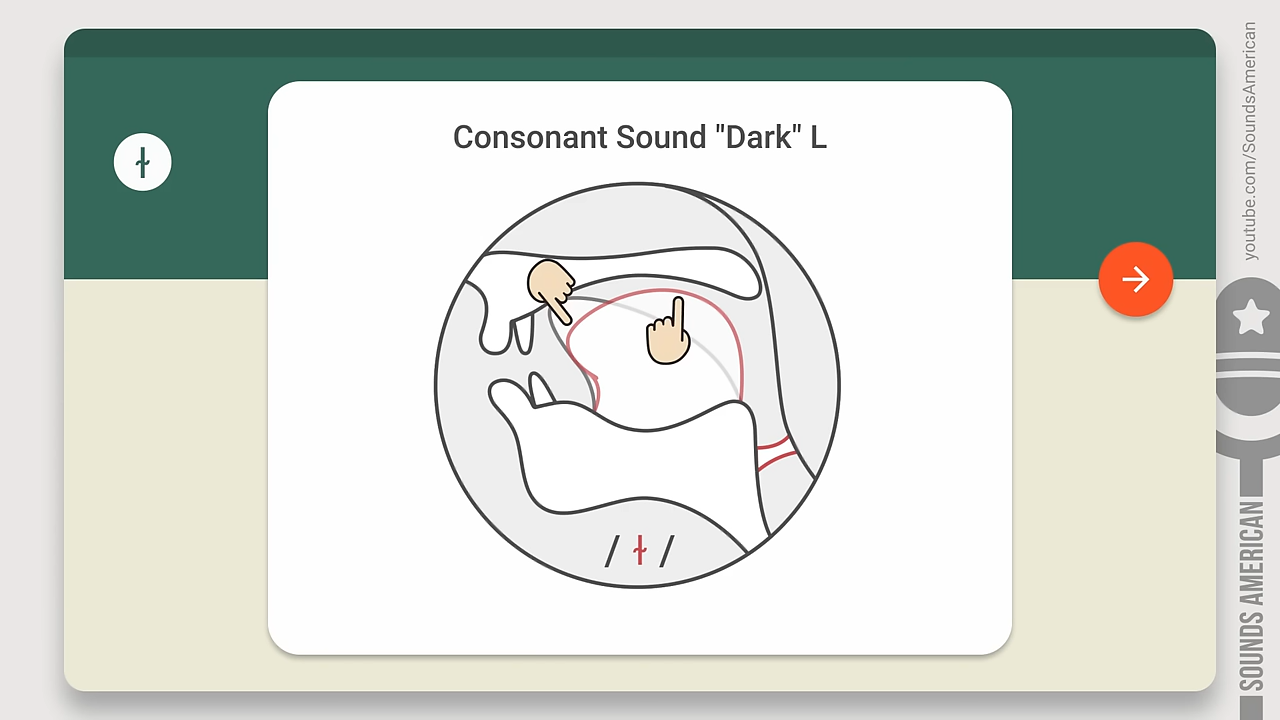 Consonant Sound "Dark" L
ɫ
/ ɫ /
youtube.com/SoundsAmerican
SOUNDS AMERICAN